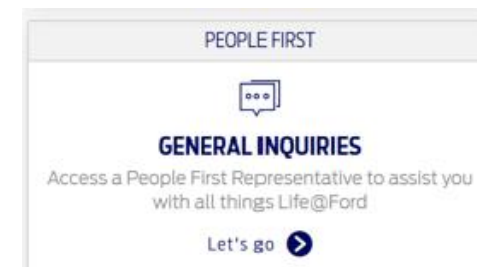 PEOPLE FIRST
GENERAL INQUIRIES
Access a People First Representative to assist you
with all things Life@Ford
Let's go